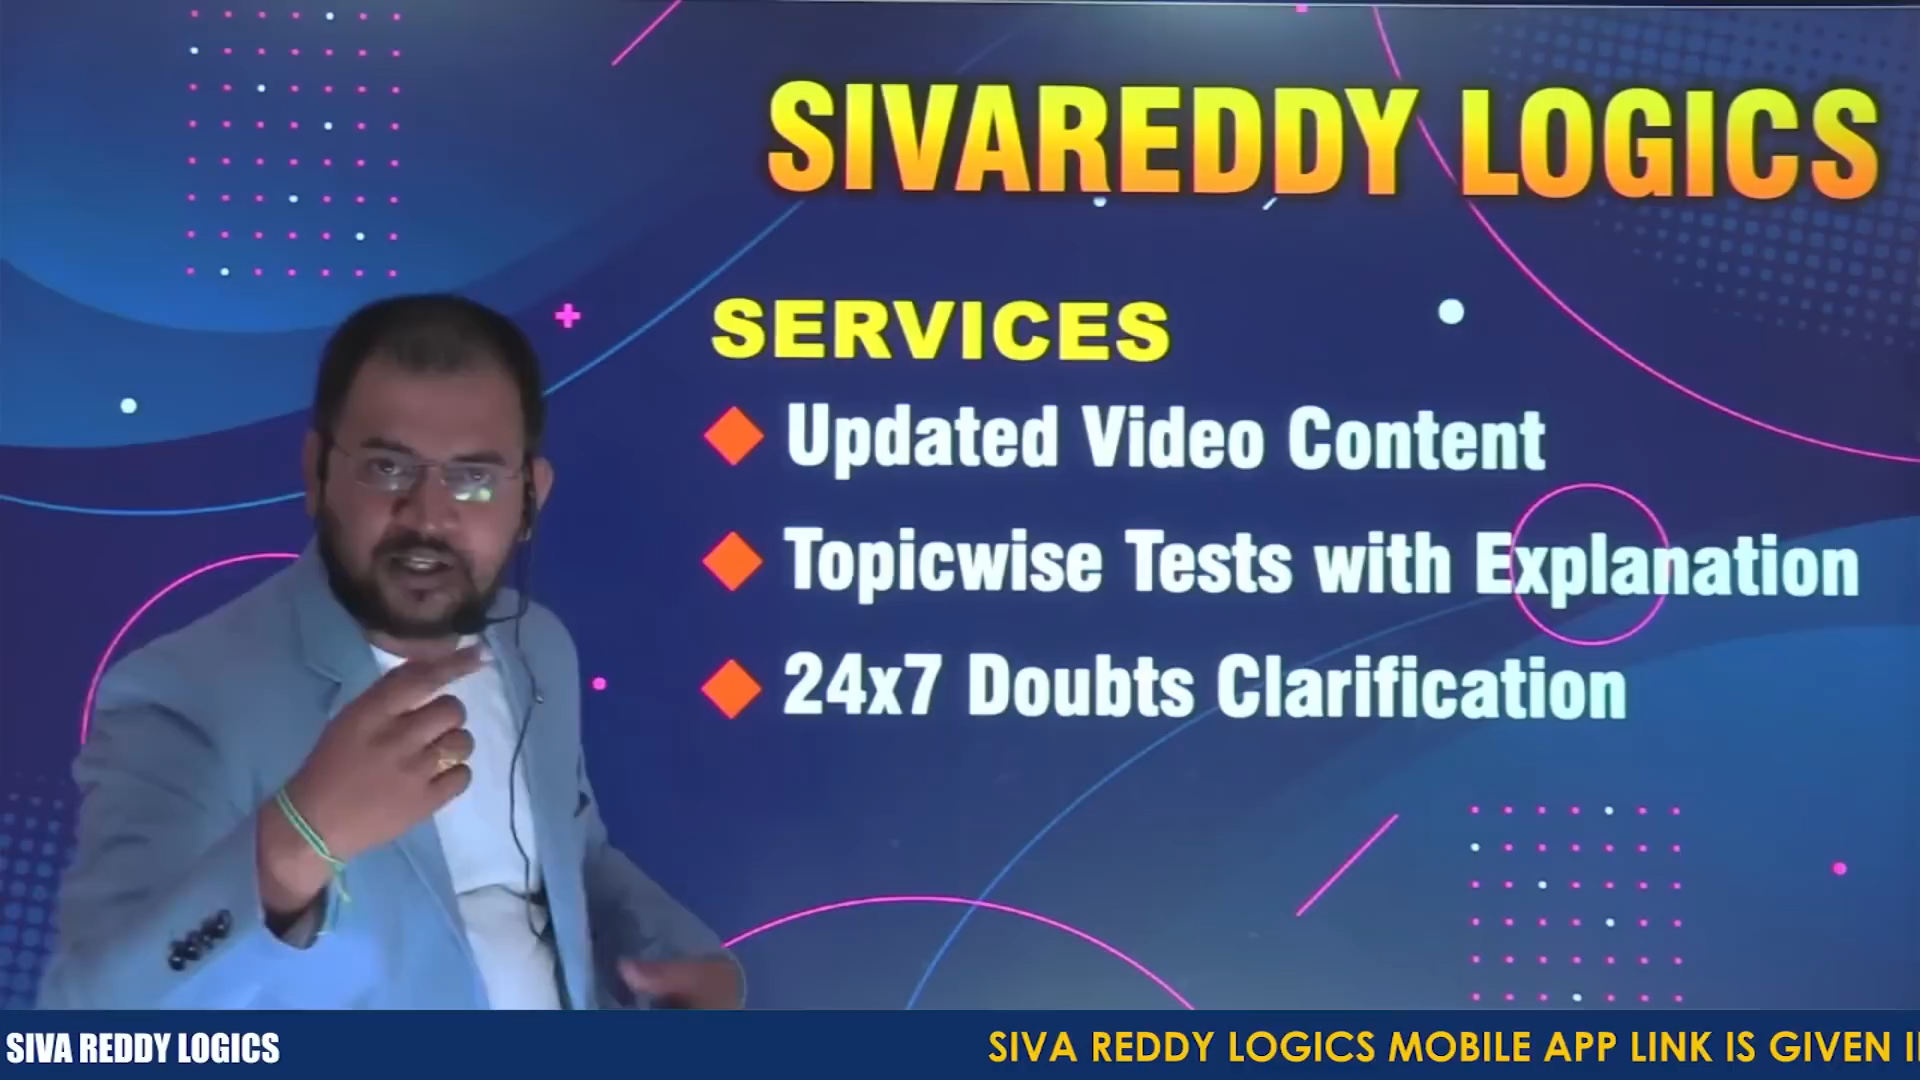 SIVAREDDY LOGICS
SERVICES
Updated Video Content
Topicwise Tests with Explanation
24x7 Doubts Clarification
SIVA REDDY LOGICS
SIVA REDDY LOGICS MOBILE APP LINK IS GIVEN